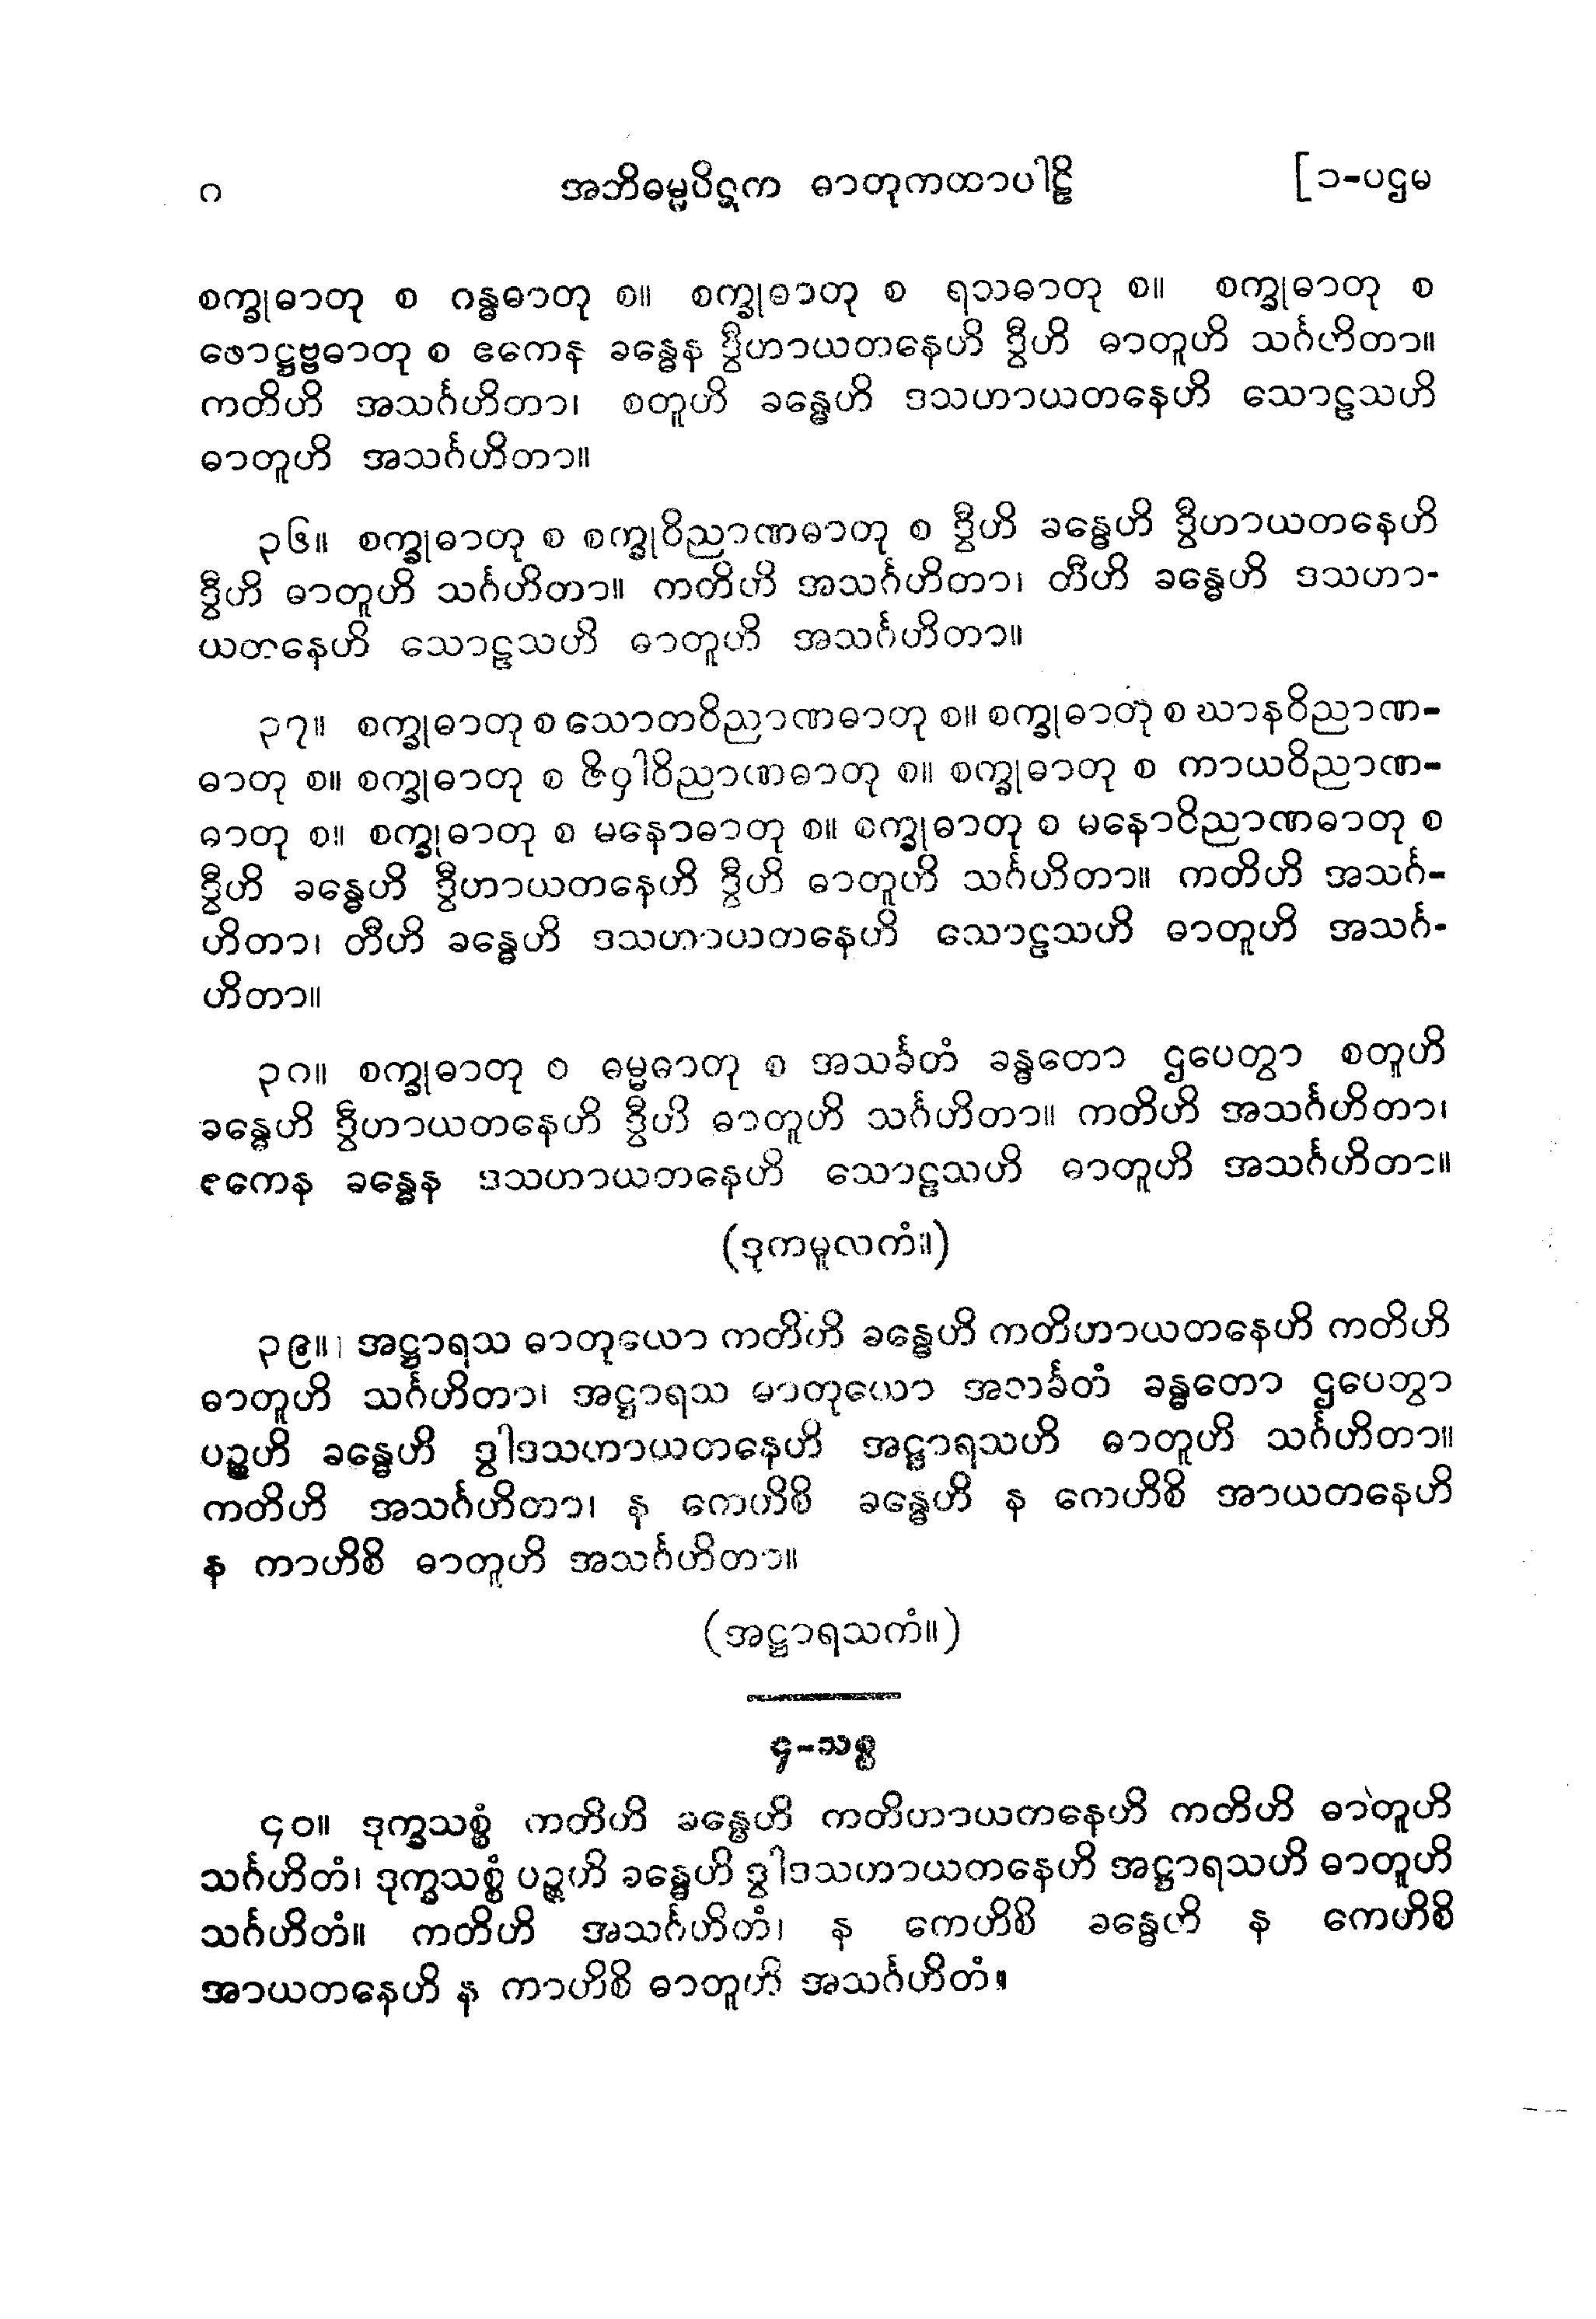 ၈ အဘိဓမ္မပိဋက ဓာတုကထာပါဠိ [၁-ပဌမ
စက္ခုဓာတု စ ဂန္ဓဓာတု စ။ စက္ခုဓာတု စ ရသဓာတု စ။ စက္ခုဓာတု စ
ဖောဋ္ဌဗ္ဗဓာတု စ ဧကေန ခန္ဓေန ဒွီဟာယတနေဟိ ဒွီဟိ ဓာတူဟိ သင်္ဂဟိတာ။
ကတိဟိ အသင်္ဂဟိတာ၊ စတူဟိ ခန္ဓေဟိ ဒသဟာယတနေဟိ သောဠသဟိ
ဓာတူဟိ အသင်္ဂဟိတာ။
၃၆။ စက္ခုဓာတု စ စက္ခုဝိညာဏဓာတု စ ဒွီဟိ ခန္ဓေဟိ ဒွီဟာယတနေဟိ
ဒွီဟိ ဓာတူဟိ သင်္ဂဟိတာ။ ကတိဟိ အသင်္ဂဟိတာ၊ တီဟိ ခန္ဓေဟိ ဒသဟာ-
ယတနေဟိ သောဠသဟိ ဓာတူဟိ အသင်္ဂဟိတာ။
၃၇။ စက္ခုဓာတု စ သောတဝိညာဏဓာတု စ။ စက္ခုဓာတု စ ဃာနဝိညာဏ-
ဓာတု စ။ စက္ခုဓာတု စ ဇိဝှါဝိညာဏဓာတု စ။ စက္ခုဓာတု စ ကာယဝိညာဏ-
ဓာတု စ။ စက္ခုဓာတု စ မနောဓာတု စ။ စက္ခုဓာတု စ မနောဝိညာဏဓာတု စ
ဒွီဟိ ခန္ဓေဟိ ဒွီဟာယတနေဟိ ဒွီဟိ ဓာတူဟိ သင်္ဂဟိတာ။ ကတိဟိ အသင်္ဂ-
ဟိတာ၊ တီဟိ ခန္ဓေဟိ ဒသဟာယတနေဟိ သောဠသဟိ ဓာတူဟိ အသင်္ဂ-
ဟိတာ။
၃၈။ စက္ခုဓာတု စ ဓမ္မဓာတု စ အသင်္ခတံ ခန္ဓတော ဌပေတွာ စတူဟိ
ခန္ဓေဟိ ဒွီဟာယတနေဟိ ဒွီဟိ ဓာတူဟိ သင်္ဂဟိတာ။ ကတိဟိ အသင်္ဂဟိတာ၊
ဧကေန ခန္ဓေန ဒသဟာယတနေဟိ သောဠသဟိ ဓာတူဟိ အသင်္ဂဟိတာ။
(ဒုကမူလကံ။)
၃၉။ အဋ္ဌာရသ ဓာတုယော ကတိဟိ ခန္ဓေဟိ ကတိဟာယတနေဟိ ကတိဟိ
ဓာတူဟိ သင်္ဂဟိတာ၊ အဋ္ဌာရသ ဓာတုယော အသင်္ခတံ ခန္ဓတော ဌပေတွာ
ပဉ္စဟိ ခန္ဓေဟိ ဒွါဒသဟာယတနေဟိ အဋ္ဌာရသဟိ ဓာတူဟိ သင်္ဂဟိတာ။
ကတိဟိ အသင်္ဂဟိတာ၊ န ကေဟိစိ ခန္ဓေဟိ န ကေဟိစိ အာယတနေဟိ
န ကာဟိစိ ဓာတူဟိ အသင်္ဂဟိတာ။
(အဋ္ဌာရသကံ။)
၄-သစ္စ
၄၀။ ဒုက္ခသစ္စံ ကတိဟိ ခန္ဓေဟိ ကတိဟာယတနေဟိ ကတိဟိ ဓာတူဟိ
သင်္ဂဟိတံ၊ ဒုက္ခသစ္စံ ပဉ္စဟိ ခန္ဓေဟိ ဒွါဒသဟာယတနေဟိ အဋ္ဌာရသဟိ ဓာတူဟိ
သင်္ဂဟိတံ။ ကတိဟိ အသင်္ဂဟိတံ၊ န ကေဟိစိ ခန္ဓေဟိ န ကေဟိစိ
အာယတနေဟိ န ကာဟိစိ ဓာတူဟိ အသင်္ဂဟိတံ။